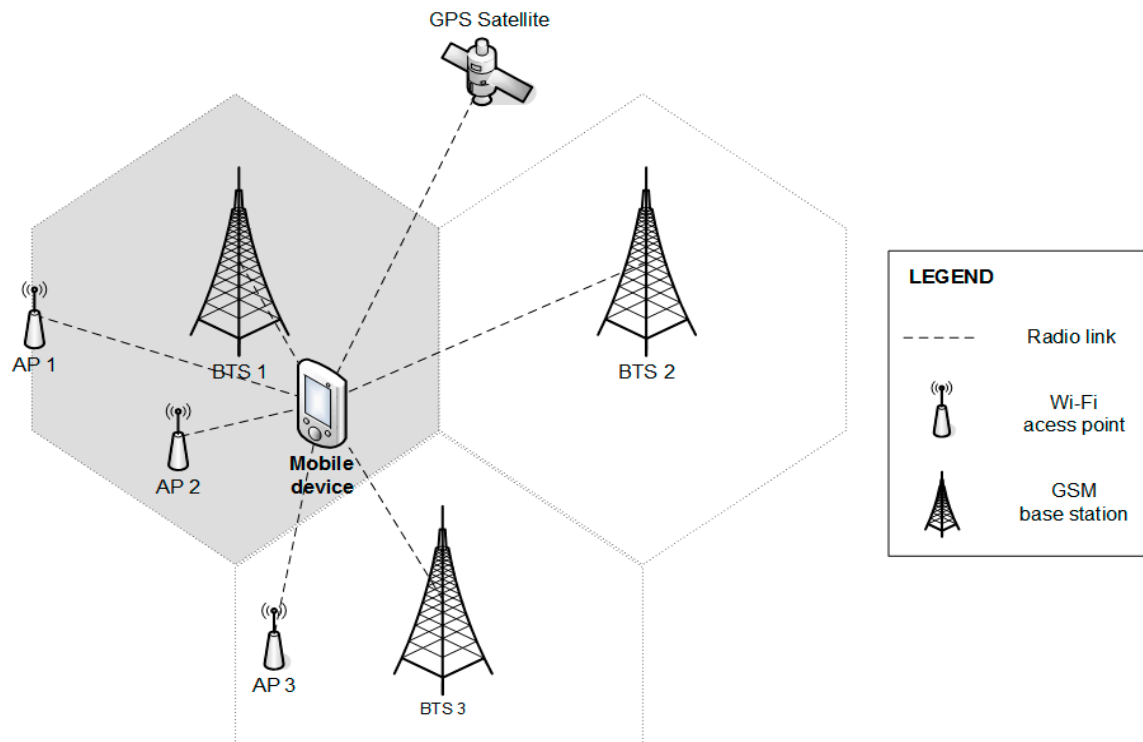 GPS Satellite
BTS 1
BTS 2
AP 1
AP 2
Mobile
device
AP 3
BTS 3
LEGEND
Radio link
Wi-Fi
acess point
GSM
base station